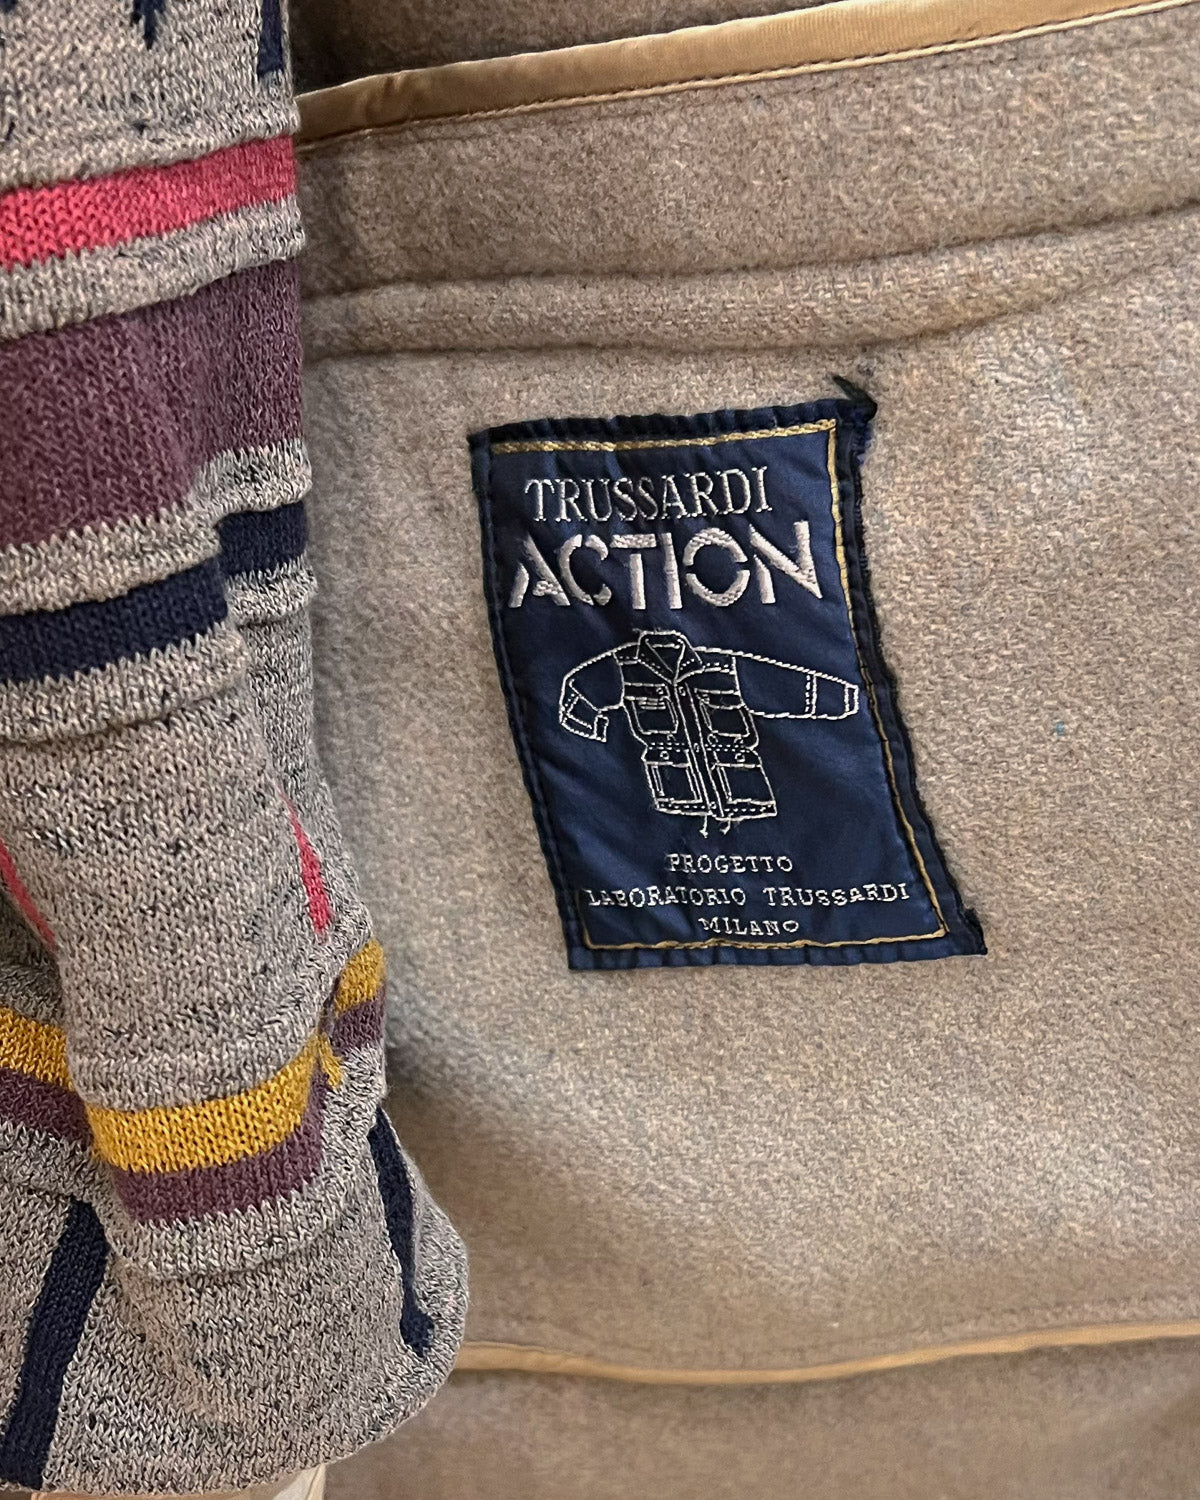 TRUSSARDI
ACTION
PROGETTO
LABORATORIO TRUSSARDI
MILANO